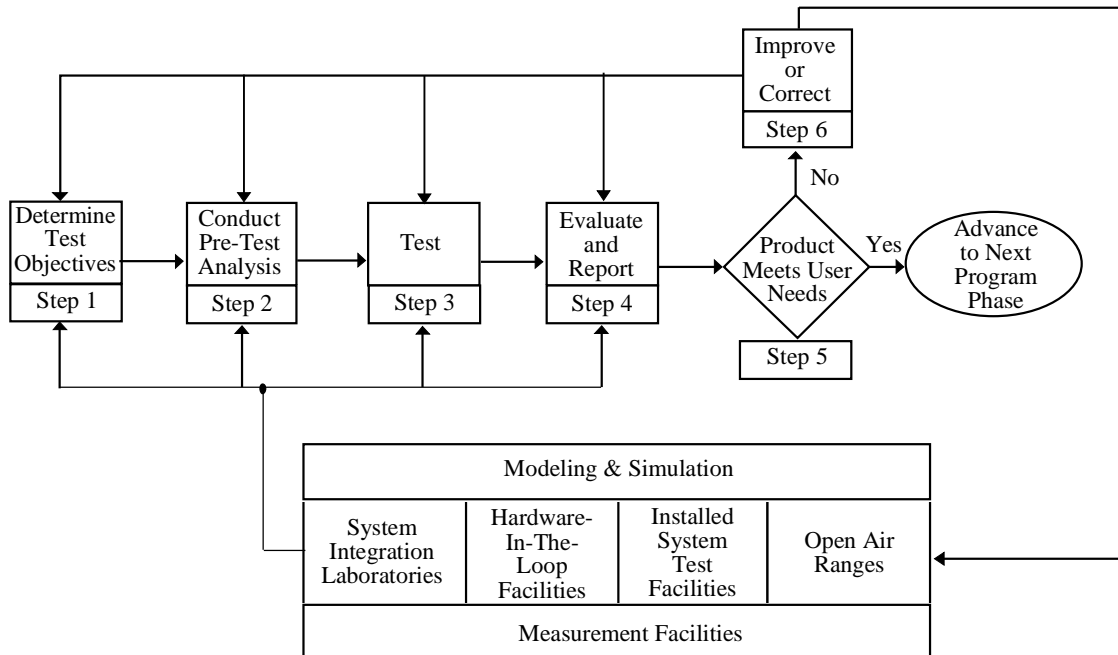 Improve
or
Correct
Step 6
No
Determine
Test
Objectives
Step 1
Conduct
Pre-Test
Analysis
Step 2
Test
Step 3
Evaluate
and
Report
Step 4
Product
Meets User
Needs
Step 5
Yes
Advance
to Next
Program
Phase
Modeling & Simulation
System
Integration
Laboratories
Hardware-
In-The-
Loop
Facilities
Installed
System
Test
Facilities
Open Air
Ranges
Measurement Facilities